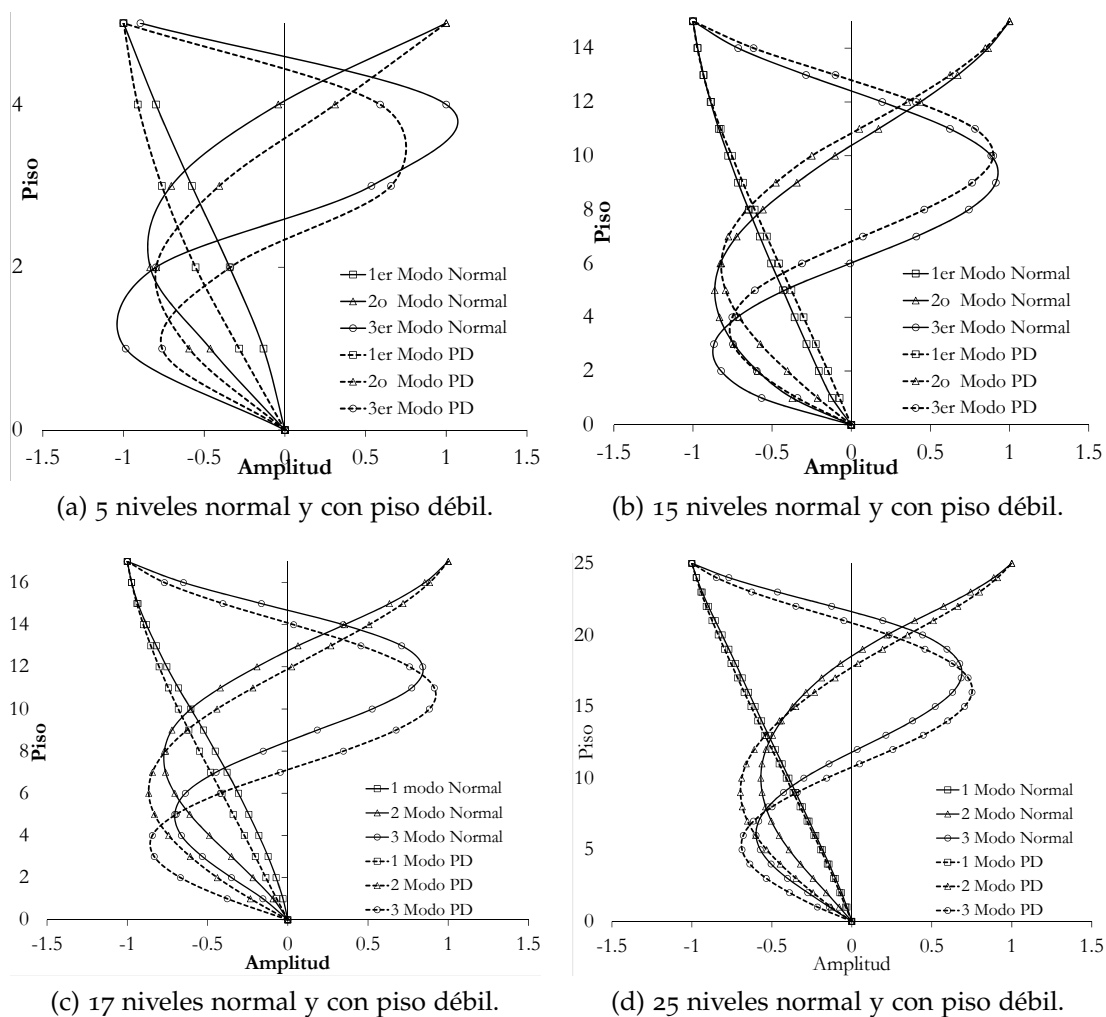 4
2
0
Piso
-1.5
-1
-0.5
0
0.5
1
1.5
Amplitud
1er Modo Normal
2o Modo Normal
3er Modo Normal
1er Modo PD
2o Modo PD
3er Modo PD
(a) 5 niveles normal y con piso débil.
14
12
10
8
6
4
2
0
Piso
-1.5
-1
-0.5
0
0.5
1
1.5
Amplitud
1er Modo Normal
2o Modo Normal
3er Modo Normal
1er Modo PD
2o Modo PD
3er Modo PD
(b) 15 niveles normal y con piso débil.
16
14
12
10
8
6
4
2
0
Piso
-1.5
-1
-0.5
0
0.5
1
1.5
Amplitud
1 modo Normal
2 Modo Normal
3 Modo Normal
1 Modo PD
2 Modo PD
3 Modo PD
(c) 17 niveles normal y con piso débil.
25
20
15
10
5
0
Piso
-1.5
-1
-0.5
0
0.5
1
1.5
Amplitud
1 Modo Normal
2 Modo Normal
3 Modo Normal
1 Modo PD
2 Modo PD
3 Modo PD
(d) 25 niveles normal y con piso débil.